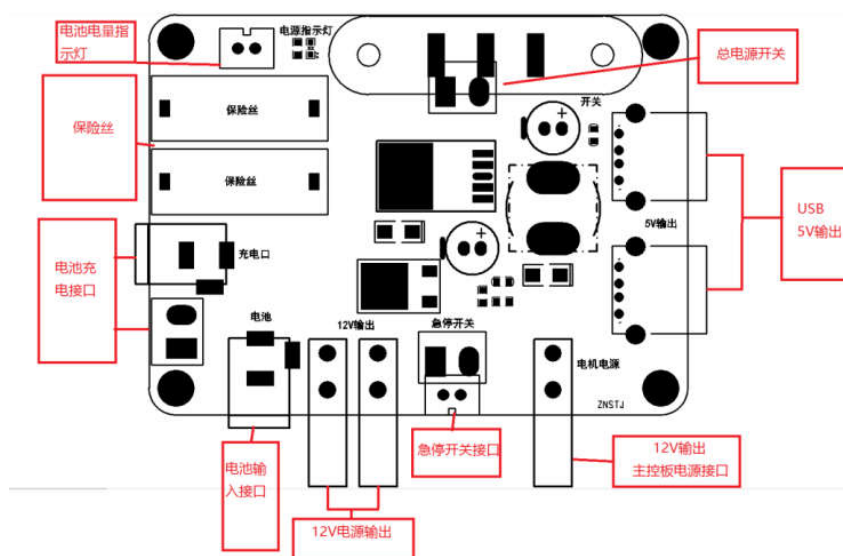 电池电量指
示灯
电源指示灯
总电源开关
开关
保险丝
保险丝
保险丝
USB
5V输出
5V输出
充电口
电池充
电接口
电池
12V输出
急停开关
电机电源
ZNSTJ
电池输
入接口
急停开关接口
12V输出
主控板电源接口
12V电源输出